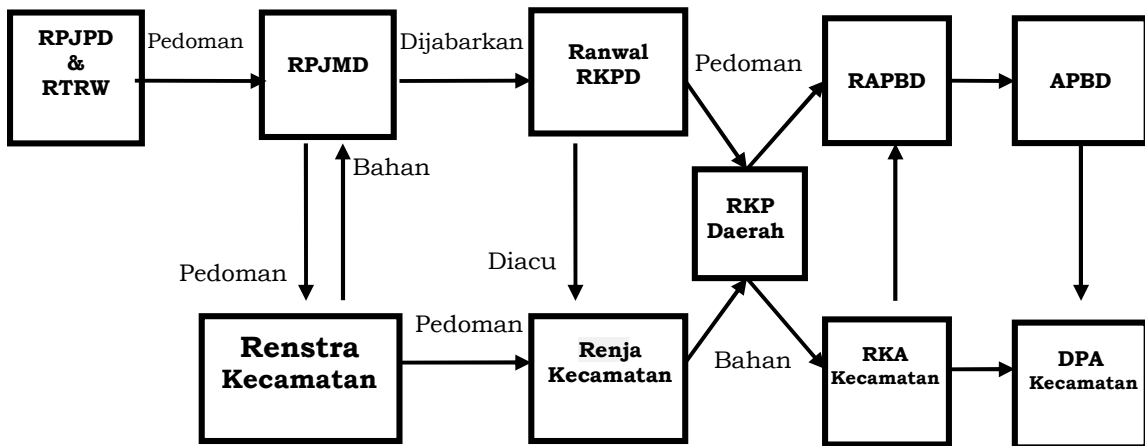 RPJPD
&
RTRW
Pedoman
RPJMD
Dijabarkan
Ranwal
RKPD
Pedoman
RAPBD
APBD
Bahan
RKP
Daerah
Pedoman
Diacu
Renstra
Kecamatan
Pedoman
Renja
Kecamatan
Bahan
RKA
Kecamatan
DPA
Kecamatan